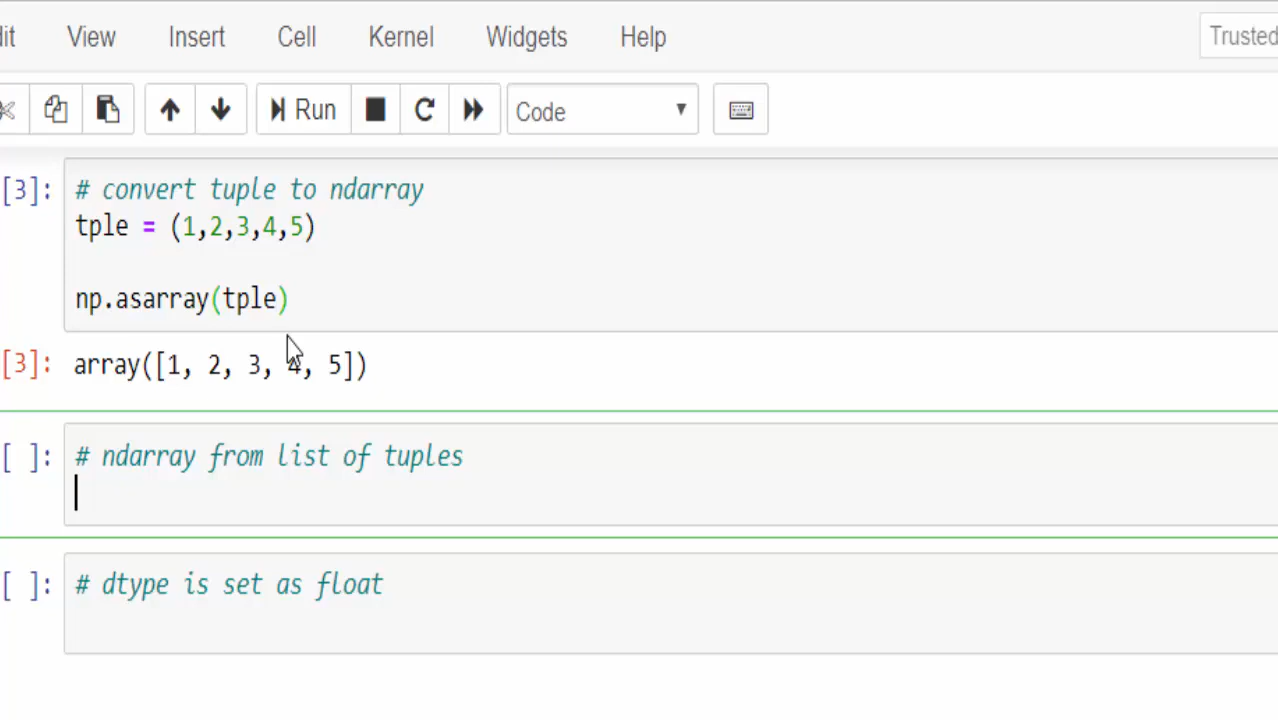 View Insert Cell Kernel Widgets Help Trusted
Run Code
[3]: # convert tuple to ndarray
tple = (1,2,3,4,5)
np.asarray(tple)
[3]: array([1, 2, 3, 4, 5])
[ ]: # ndarray from list of tuples
[ ]: # dtype is set as float